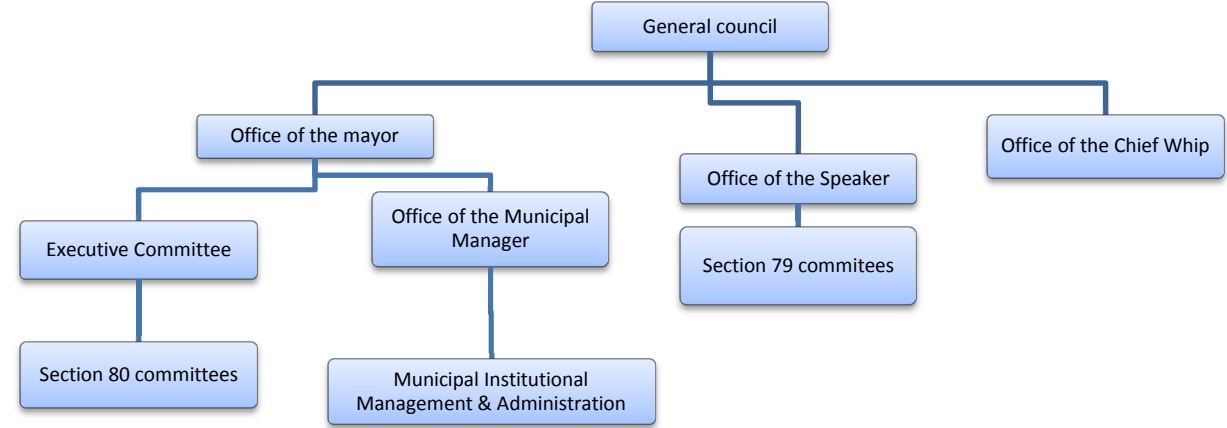 General council
Office of the mayor
Office of the Chief Whip
Office of the Speaker
Office of the Municipal
Manager
Executive Committee
Section 79 commitees
Section 80 committees
Municipal Institutional
Management & Administration